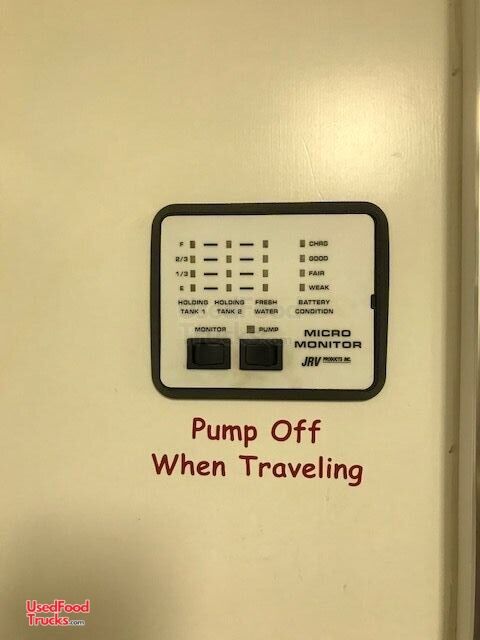 F CHRG
2/3 GOOD
1/3 FAIR
E WEAK
HOLDING TANK 1
HOLDING TANK 2
FRESH WATER
BATTERY CONDITION
MONITOR
PUMP
MICRO
MONITOR
JRV PRODUCTS INC.
Pump Off
When Traveling
UsedFood
Trucks.com